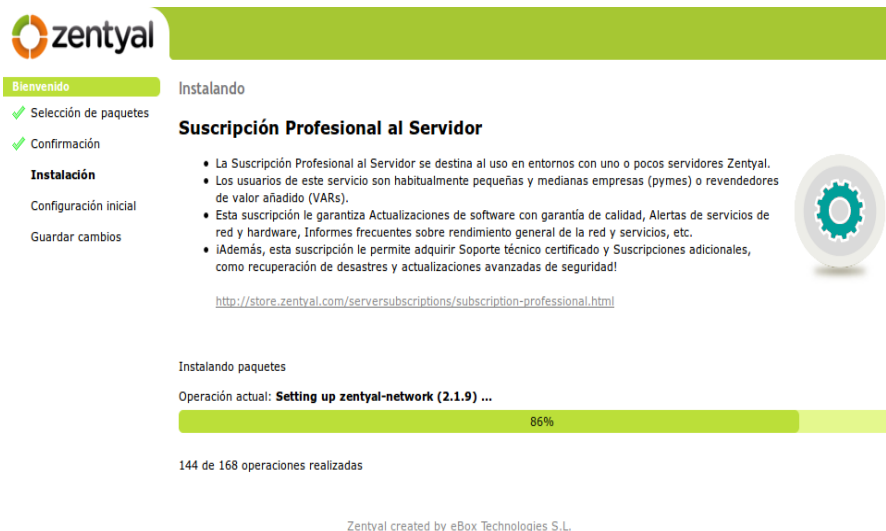 zentyal
Bienvenido
Selección de paquetes
Confirmación
Instalación
Configuración inicial
Guardar cambios
Instalando
Suscripción Profesional al Servidor
La Suscripción Profesional al Servidor se destina al uso en entornos con uno o pocos servidores Zentyal.
Los usuarios de este servicio son habitualmente pequeñas y medianas empresas (pymes) o revendedores
de valor añadido (VARs).
Esta suscripción le garantiza Actualizaciones de software con garantía de calidad, Alertas de servicios de
red y hardware, Informes frecuentes sobre rendimiento general de la red y servicios, etc.
¡Además, esta suscripción le permite adquirir Soporte técnico certificado y Suscripciones adicionales,
como recuperación de desastres y actualizaciones avanzadas de seguridad!
http://store.zentyal.com/serversubscriptions/subscription-professional.html
Instalando paquetes
Operación actual: Setting up zentyal-network (2.1.9) ...
86%
144 de 168 operaciones realizadas
Zentyal created by eBox Technologies S.L.